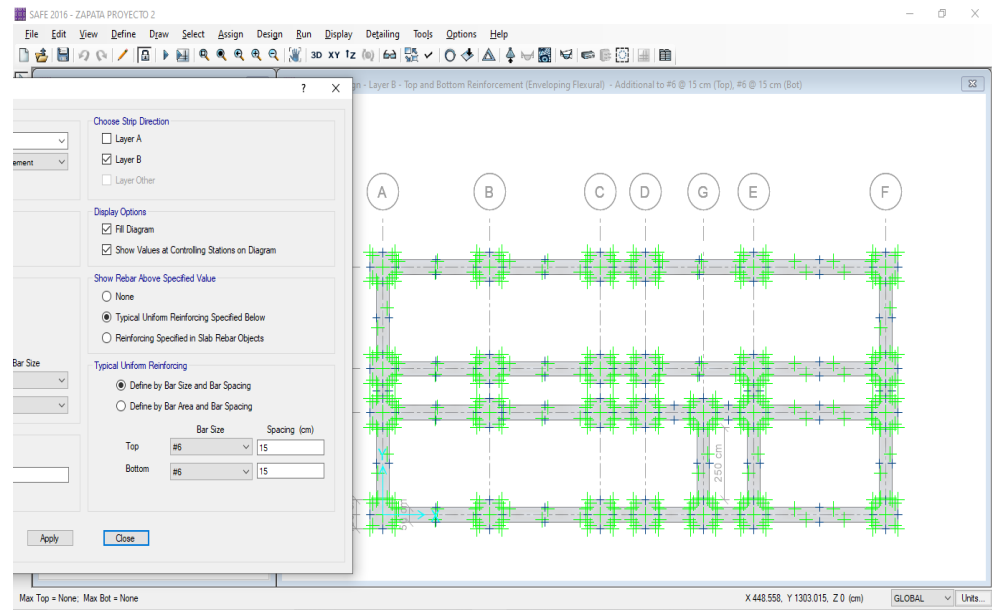 SAFE 2016 - ZAPATA PROYECTO 2
File Edit View Define Draw Select Assign Design Run Display Detailing Tools Options Help
3D XY
? X
gn - Layer B - Top and Bottom Reinforcement (Enveloping Flexural) - Additional to #6 @ 15 cm (Top), #6 @ 15 cm (Bot)
Choose Strip Direction
Layer A
ement
Layer B
Layer Other
Display Options
Fill Diagram
Show Values at Controlling Stations on Diagram
Show Rebar Above Specified Value
None
Typical Uniform Reinforcing Specified Below
Reinforcing Specified in Slab Rebar Objects
Bar Size
Typical Uniform Reinforcing
Define by Bar Size and Bar Spacing
Define by Bar Area and Bar Spacing
Bar Size Spacing (cm)
Top #6 15
Bottom #6 15
Apply Close
A B C D G E F
250 cm
Y
X
Max Top = None; Max Bot = None
X 448.558, Y 1303.015, Z 0 (cm) GLOBAL Units...